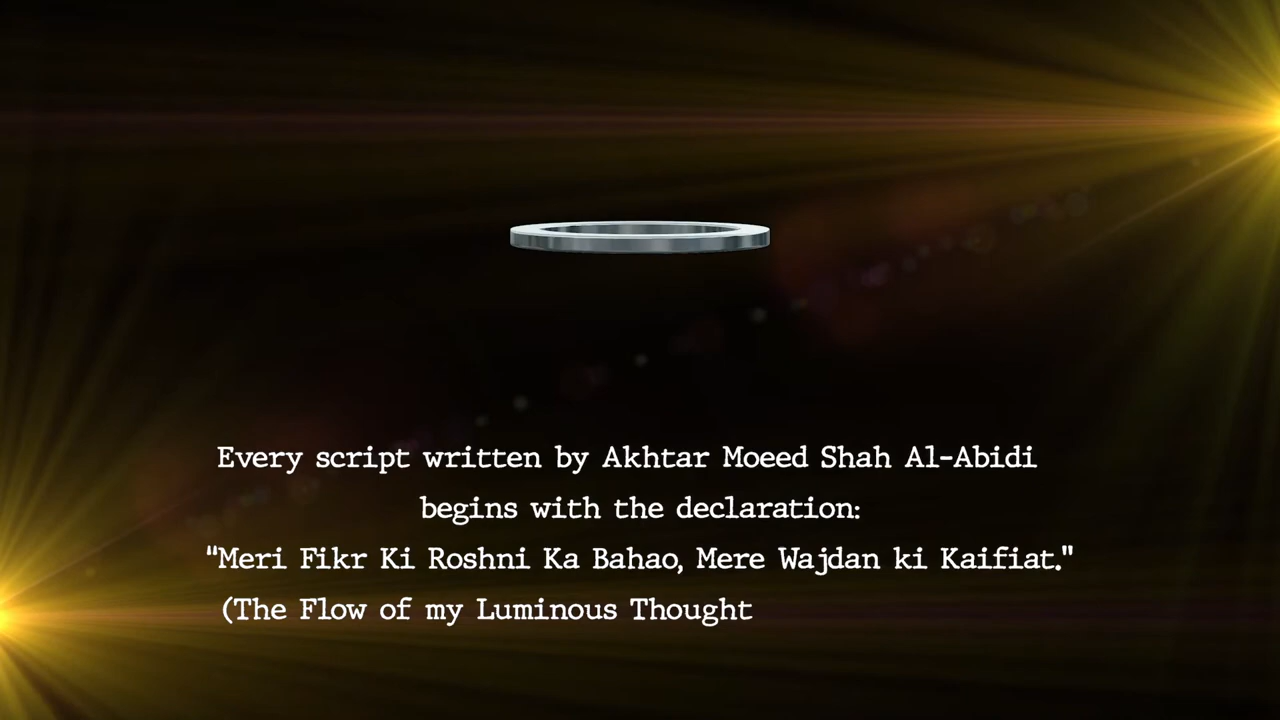 Every script written by Akhtar Moeed Shah Al-Abidi
begins with the declaration:
“Meri Fikr Ki Roshni Ka Bahao, Mere Wajdan ki Kaifiat."
(The Flow of my Luminous Thought